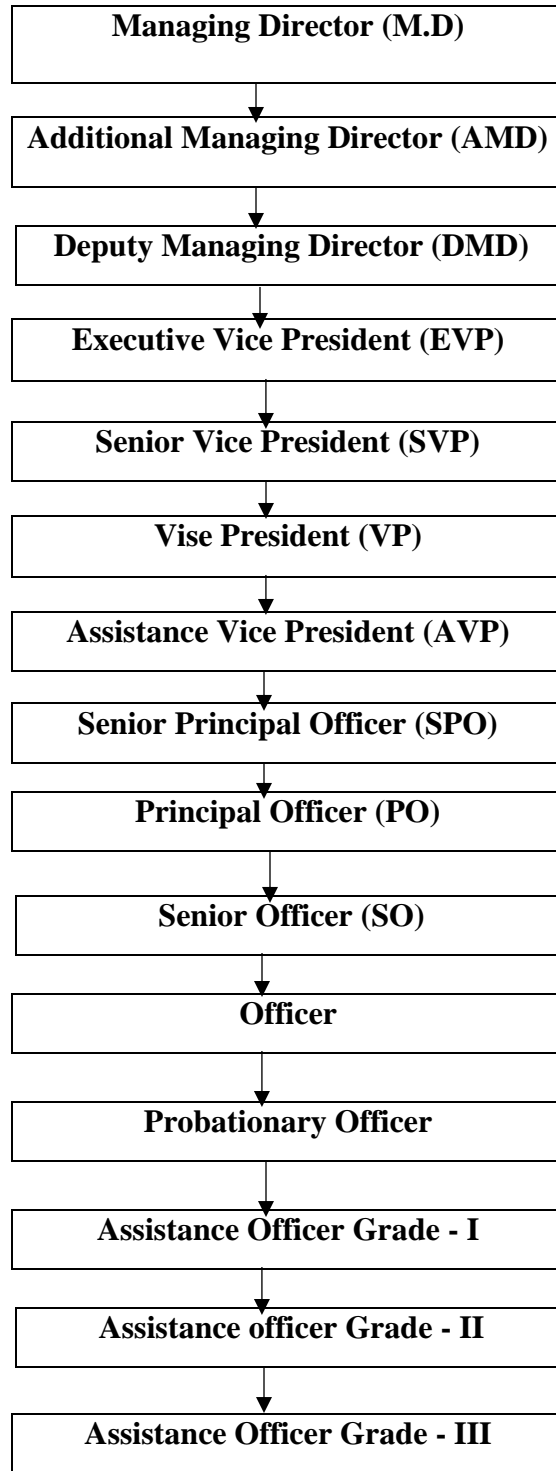 Managing Director (M.D)
Additional Managing Director (AMD)
Deputy Managing Director (DMD)
Executive Vice President (EVP)
Senior Vice President (SVP)
Vise President (VP)
Assistance Vice President (AVP)
Senior Principal Officer (SPO)
Principal Officer (PO)
Senior Officer (SO)
Officer
Probationary Officer
Assistance Officer Grade - I
Assistance officer Grade - II
Assistance Officer Grade - III